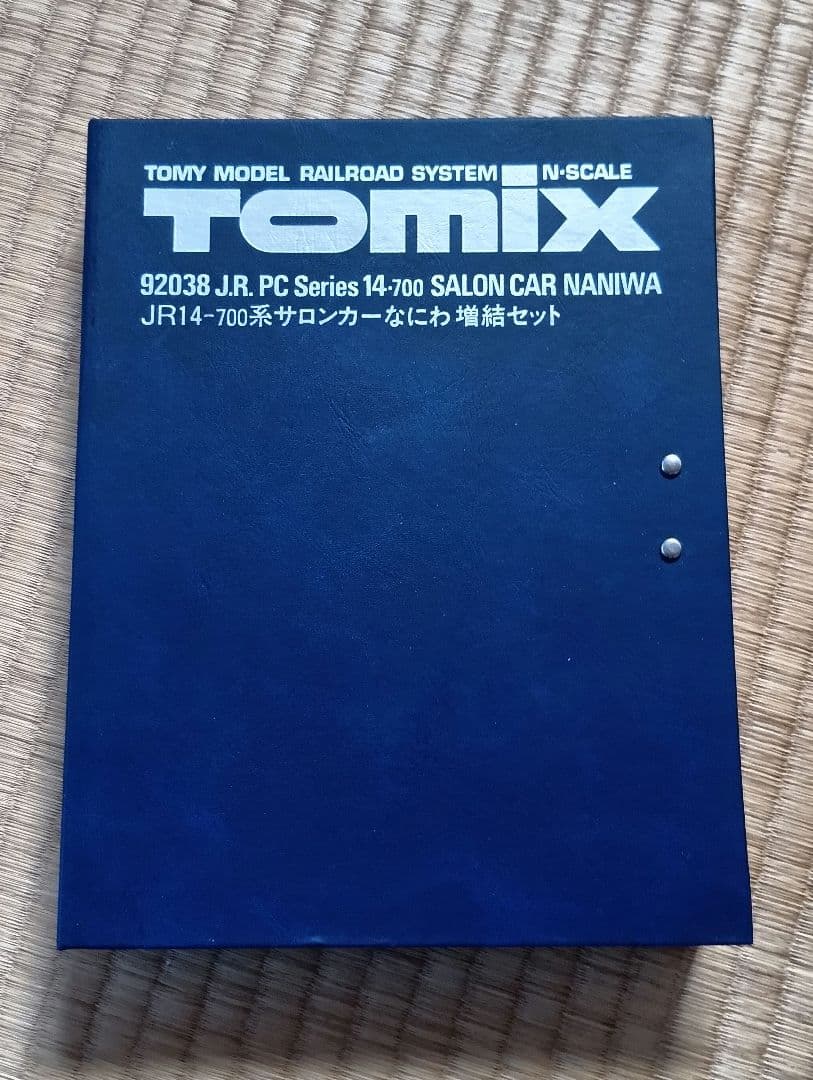 TOMY MODEL RAILROAD SYSTEM N·SCALE
TOMIX
92038 J.R. PC Series 14-700 SALON CAR NANIWA
JR14-700系サロンカーなにわ 増結セット